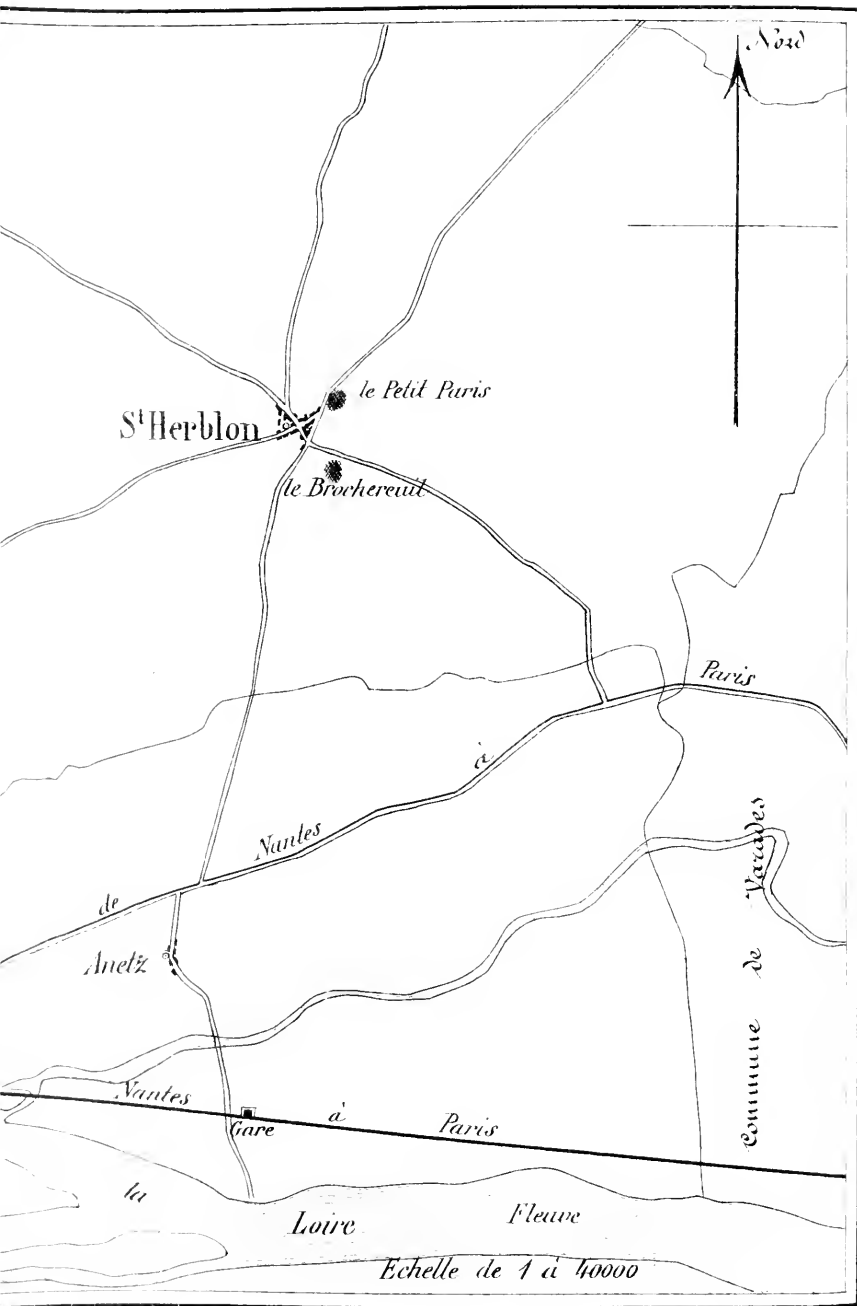 Nord
le Petit Paris
St Herblon
le Brochereuil
Paris
à
Nantes
de
Anetz
Commune de Varades
Nantes à Paris
Gare
la Loire Fleuve
Echelle de 1 à 40000